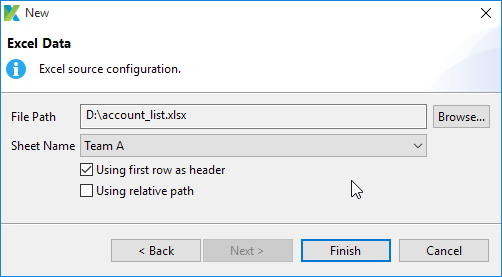 New
Excel Data
Excel source configuration.
File Path D:\account_list.xlsx Browse...
Sheet Name Team A
Using first row as header
Using relative path
< Back Next > Finish Cancel